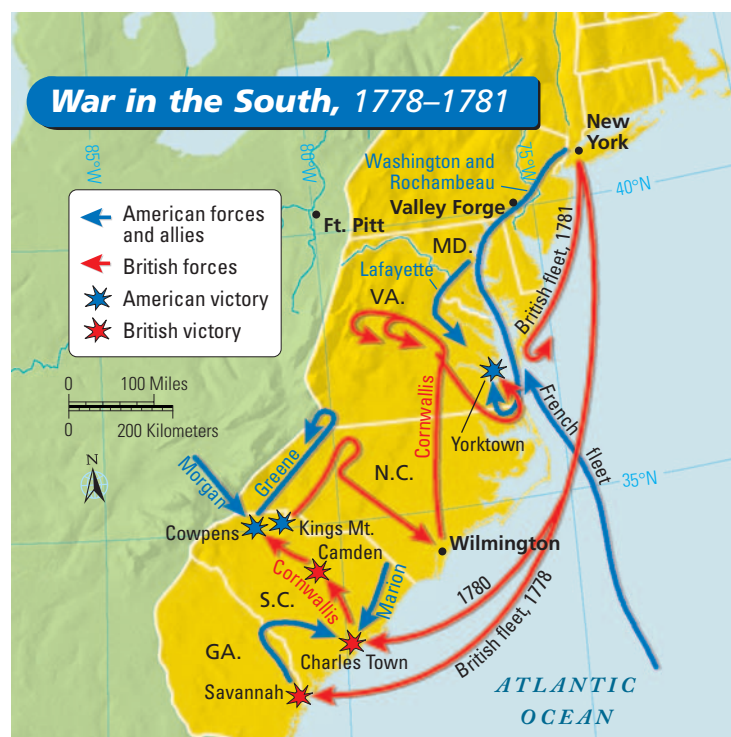 War in the South, 1778–1781
85°W
80°W
75°W
New
York
Washington and
Rochambeau
40°N
Valley Forge
Ft. Pitt
American forces
and allies
British forces
American victory
British victory
MD.
Lafayette
VA.
British fleet, 1781
0 100 Miles
0 200 Kilometers
N
Cornwallis
Yorktown
French fleet
Morgan
Greene
N.C.
35°N
Cowpens
Kings Mt.
Camden
Wilmington
Cornwallis
S.C.
Marion
1780
British fleet, 1778
GA.
Charles Town
Savannah
ATLANTIC
OCEAN